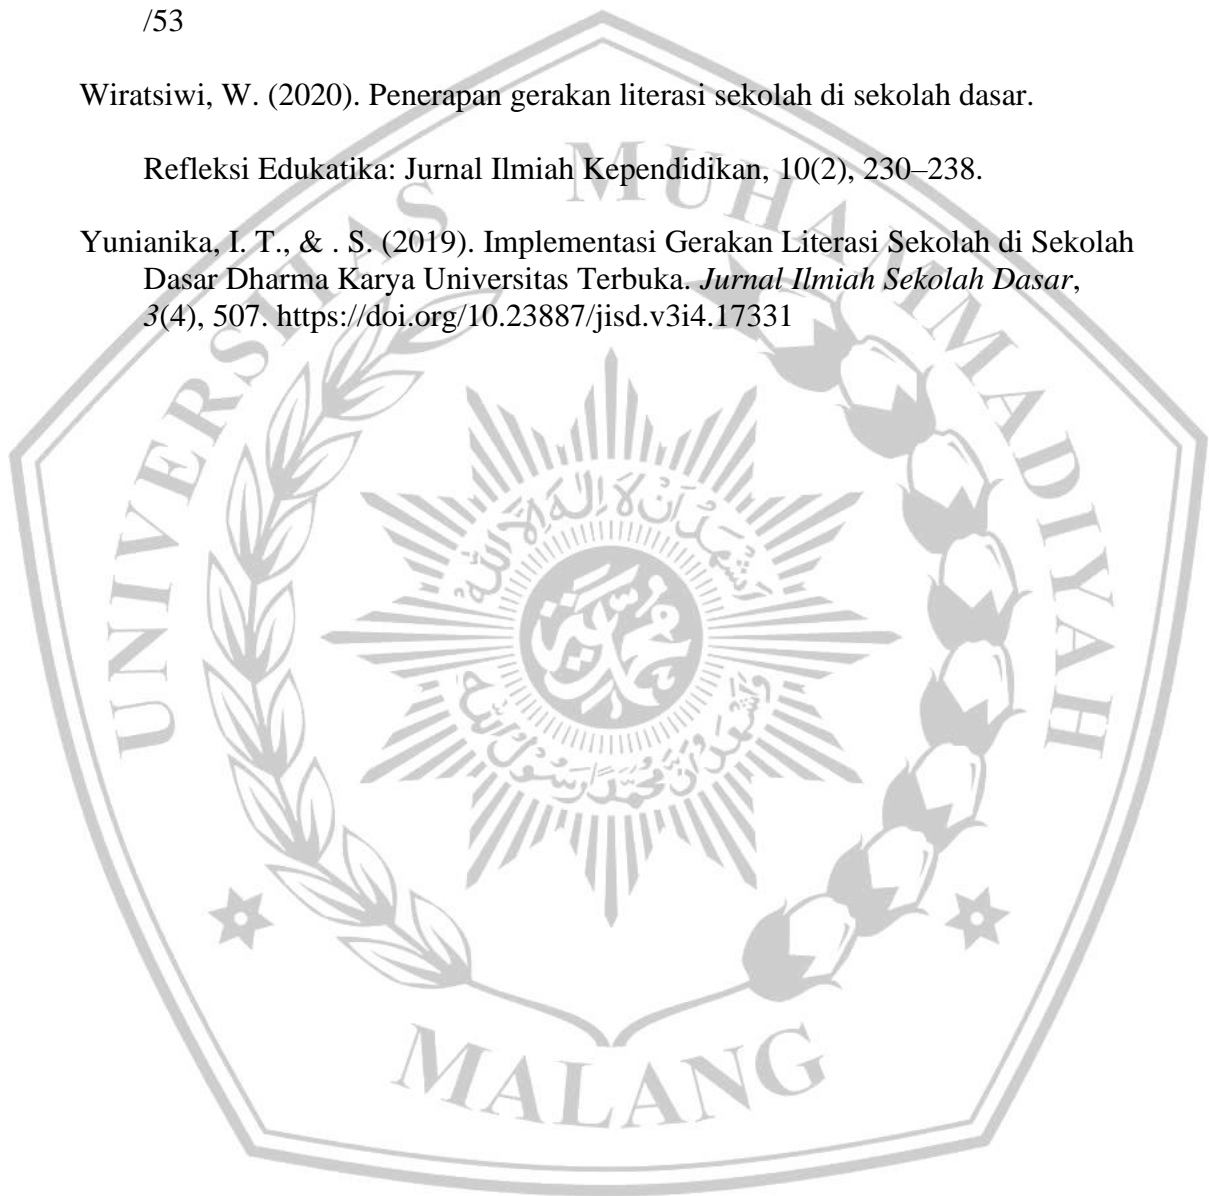 /53
Wiratsiwi, W. (2020). Penerapan gerakan literasi sekolah di sekolah dasar.
Refleksi Edukatika: Jurnal Ilmiah Kependidikan, 10(2), 230–238.
Yunianika, I. T., & . S. (2019). Implementasi Gerakan Literasi Sekolah di Sekolah
Dasar Dharma Karya Universitas Terbuka. Jurnal Ilmiah Sekolah Dasar,
3(4), 507. https://doi.org/10.23887/jisd.v3i4.17331
UNIVERSITAS MUHAMMADIYAH
MALANG